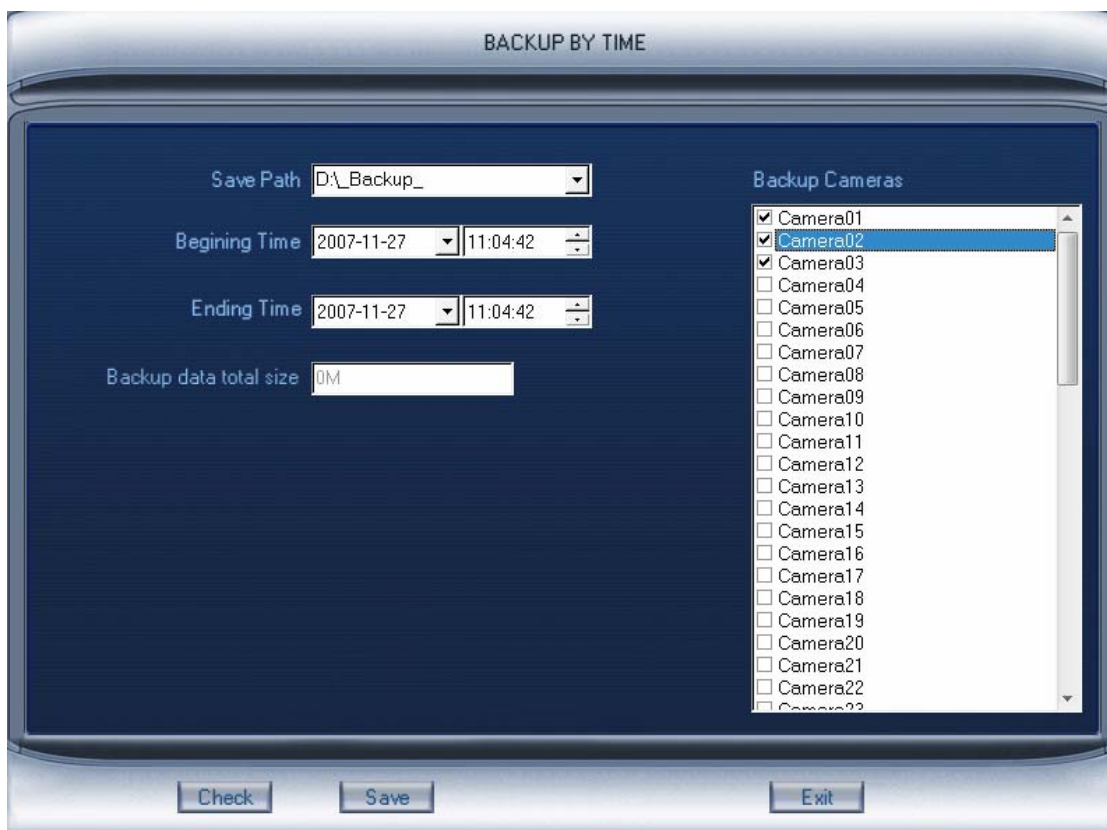 BACKUP BY TIME
Save Path D:\_Backup_
Begining Time 2007-11-27 11:04:42
Ending Time 2007-11-27 11:04:42
Backup data total size 0M
Backup Cameras
Camera01
Camera02
Camera03
Camera04
Camera05
Camera06
Camera07
Camera08
Camera09
Camera10
Camera11
Camera12
Camera13
Camera14
Camera15
Camera16
Camera17
Camera18
Camera19
Camera20
Camera21
Camera22
Camera23
Check Save Exit